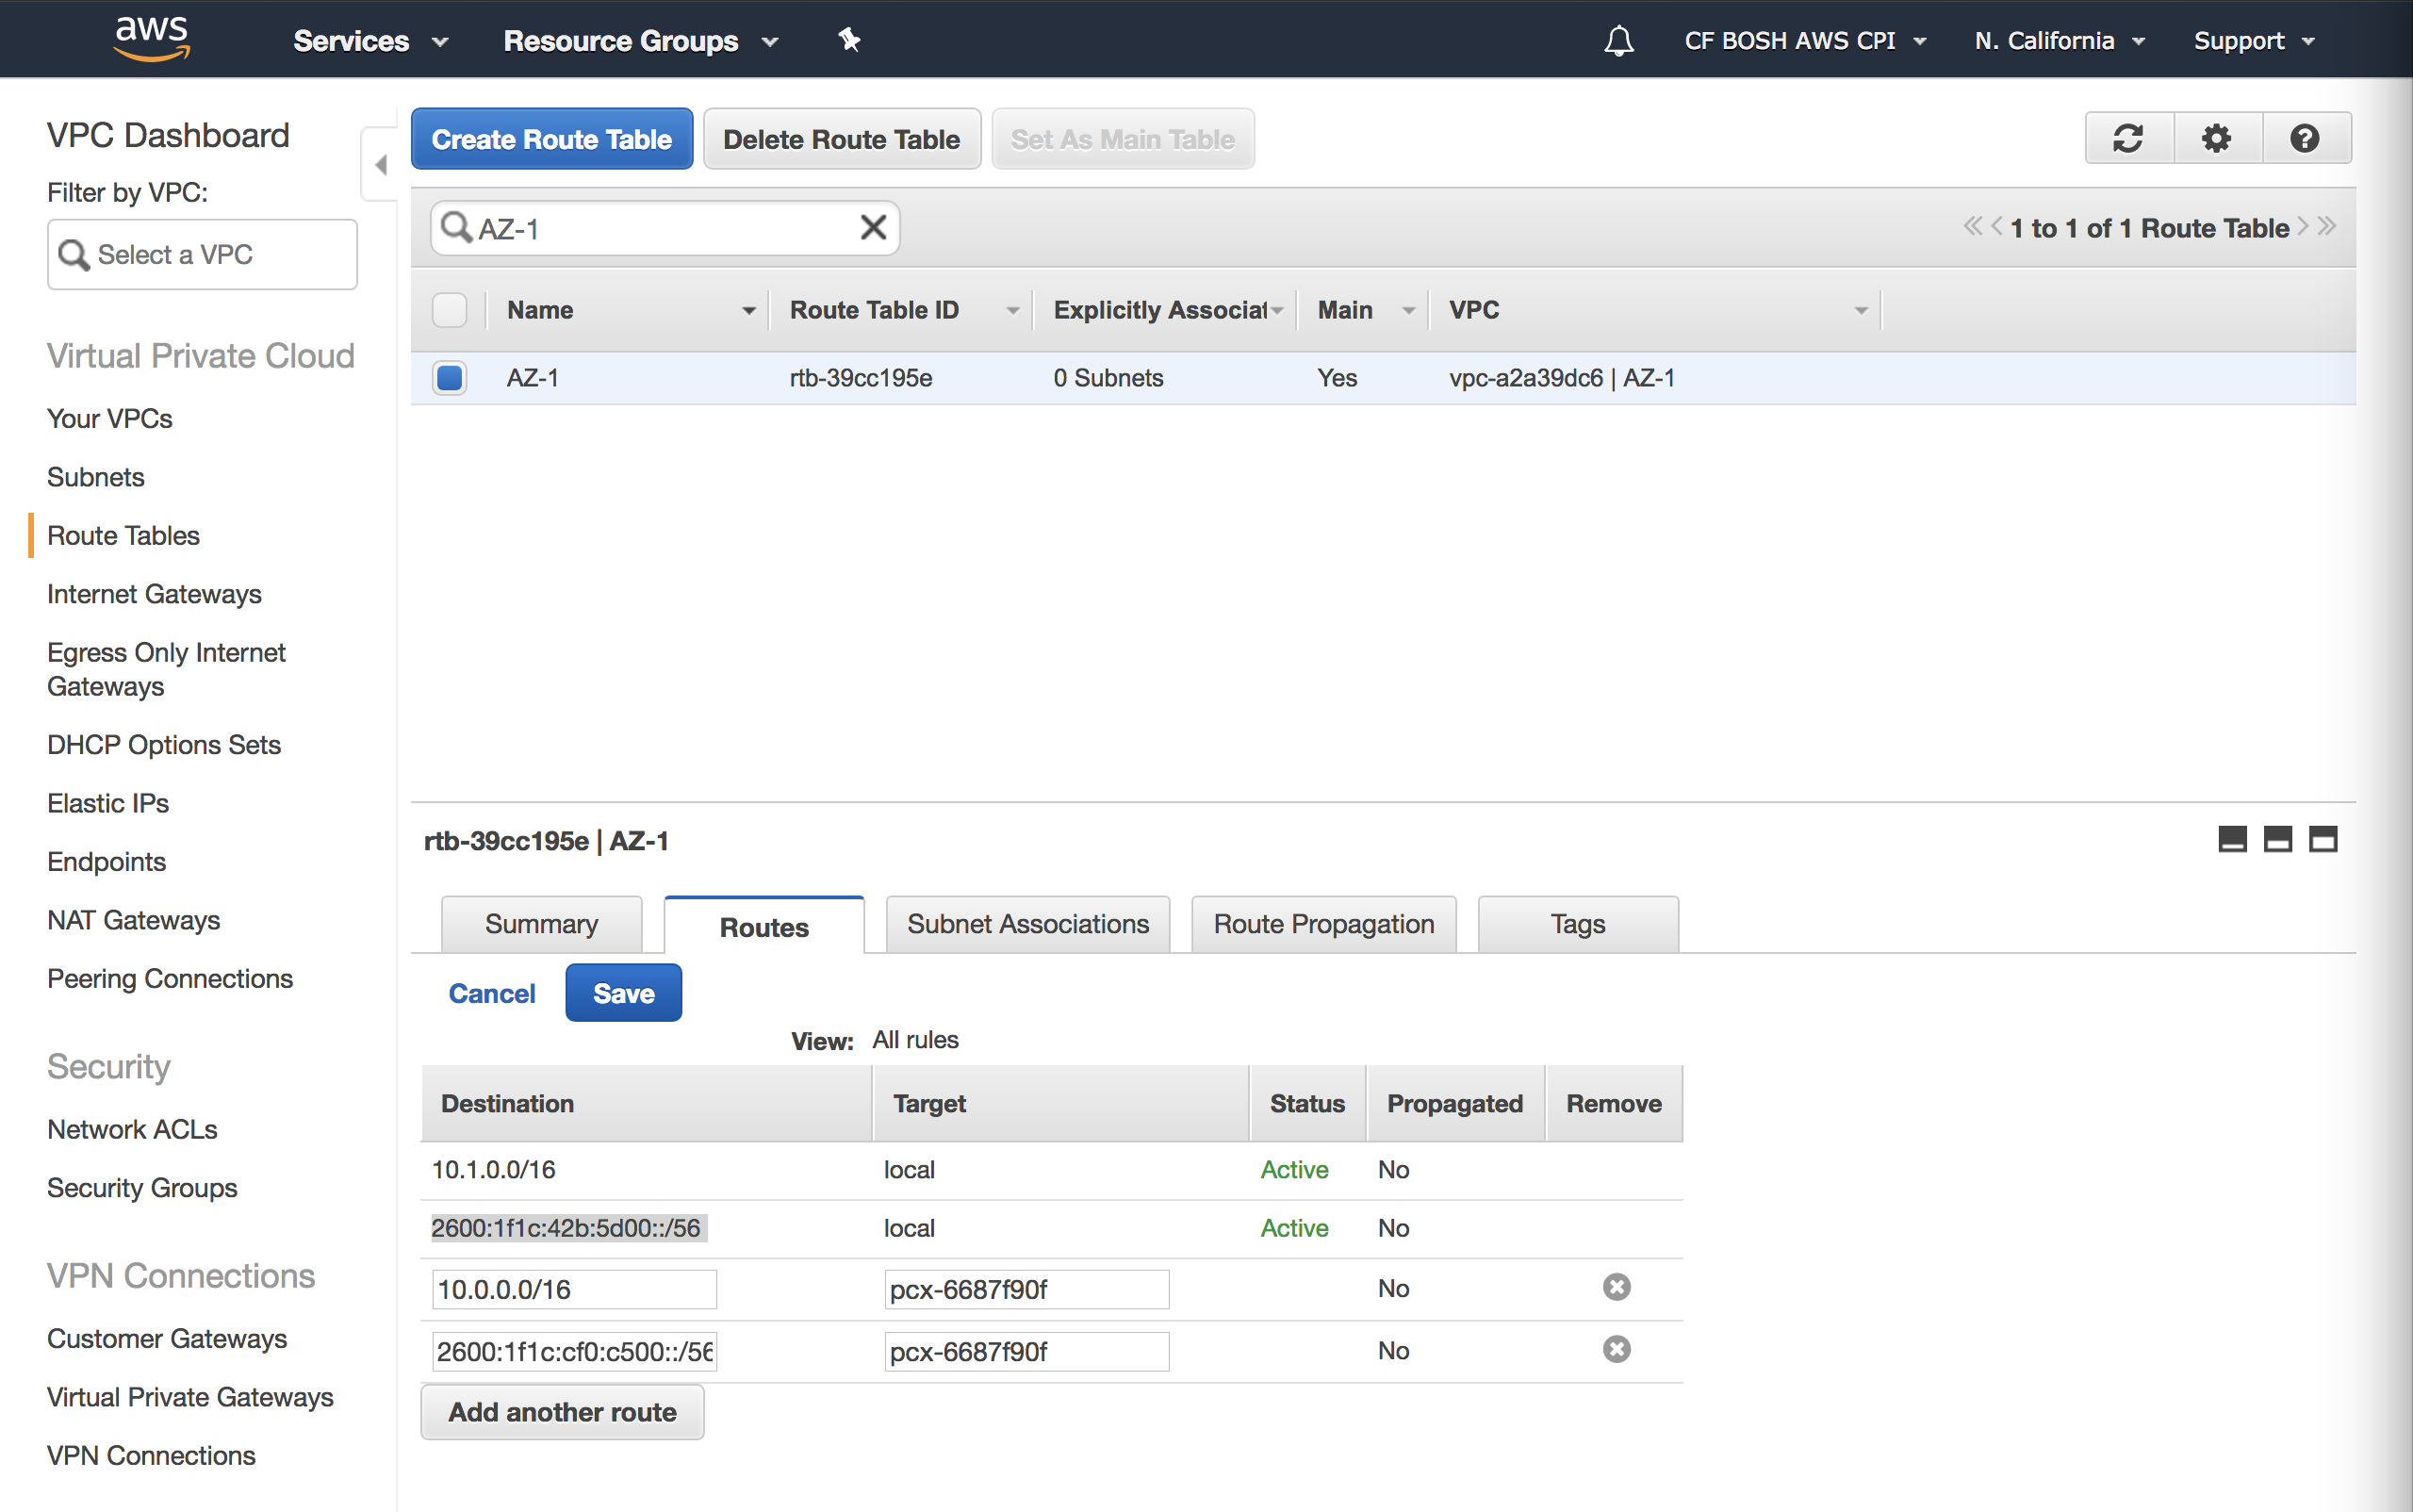 aws Services Resource Groups CF BOSH AWS CPI N. California Support
VPC Dashboard
Filter by VPC:
Select a VPC
Virtual Private Cloud
Your VPCs
Subnets
Route Tables
Internet Gateways
Egress Only Internet
Gateways
DHCP Options Sets
Elastic IPs
Endpoints
NAT Gateways
Peering Connections
Security
Network ACLs
Security Groups
VPN Connections
Customer Gateways
Virtual Private Gateways
VPN Connections
Create Route Table Delete Route Table Set As Main Table
AZ-1 1 to 1 of 1 Route Table
Name Route Table ID Explicitly Associat Main VPC
AZ-1 rtb-39cc195e 0 Subnets Yes vpc-a2a39dc6 | AZ-1
rtb-39cc195e | AZ-1
Summary Routes Subnet Associations Route Propagation Tags
Cancel Save
View: All rules
Destination Target Status Propagated Remove
10.1.0.0/16 local Active No
2600:1f1c:42b:5d00::/56 local Active No
10.0.0.0/16 pcx-6687f90f No
2600:1f1c:cf0:c500::/56 pcx-6687f90f No
Add another route